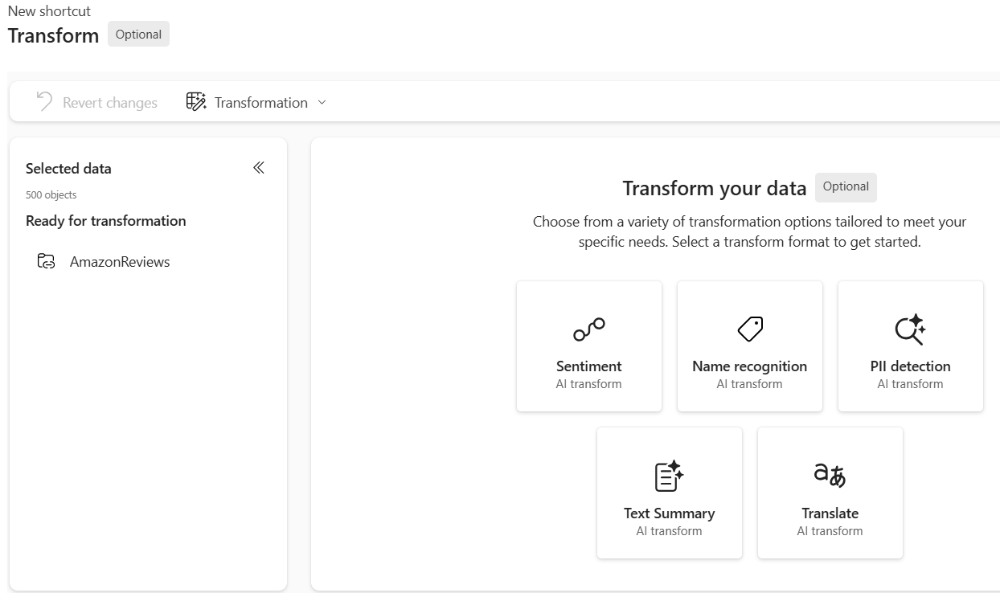 New shortcut
Transform Optional
Revert changes Transformation
Selected data
500 objects
Ready for transformation
AmazonReviews
Transform your data Optional
Choose from a variety of transformation options tailored to meet your
specific needs. Select a transform format to get started.
Sentiment
AI transform
Name recognition
AI transform
PII detection
AI transform
Text Summary
AI transform
Translate
AI transform